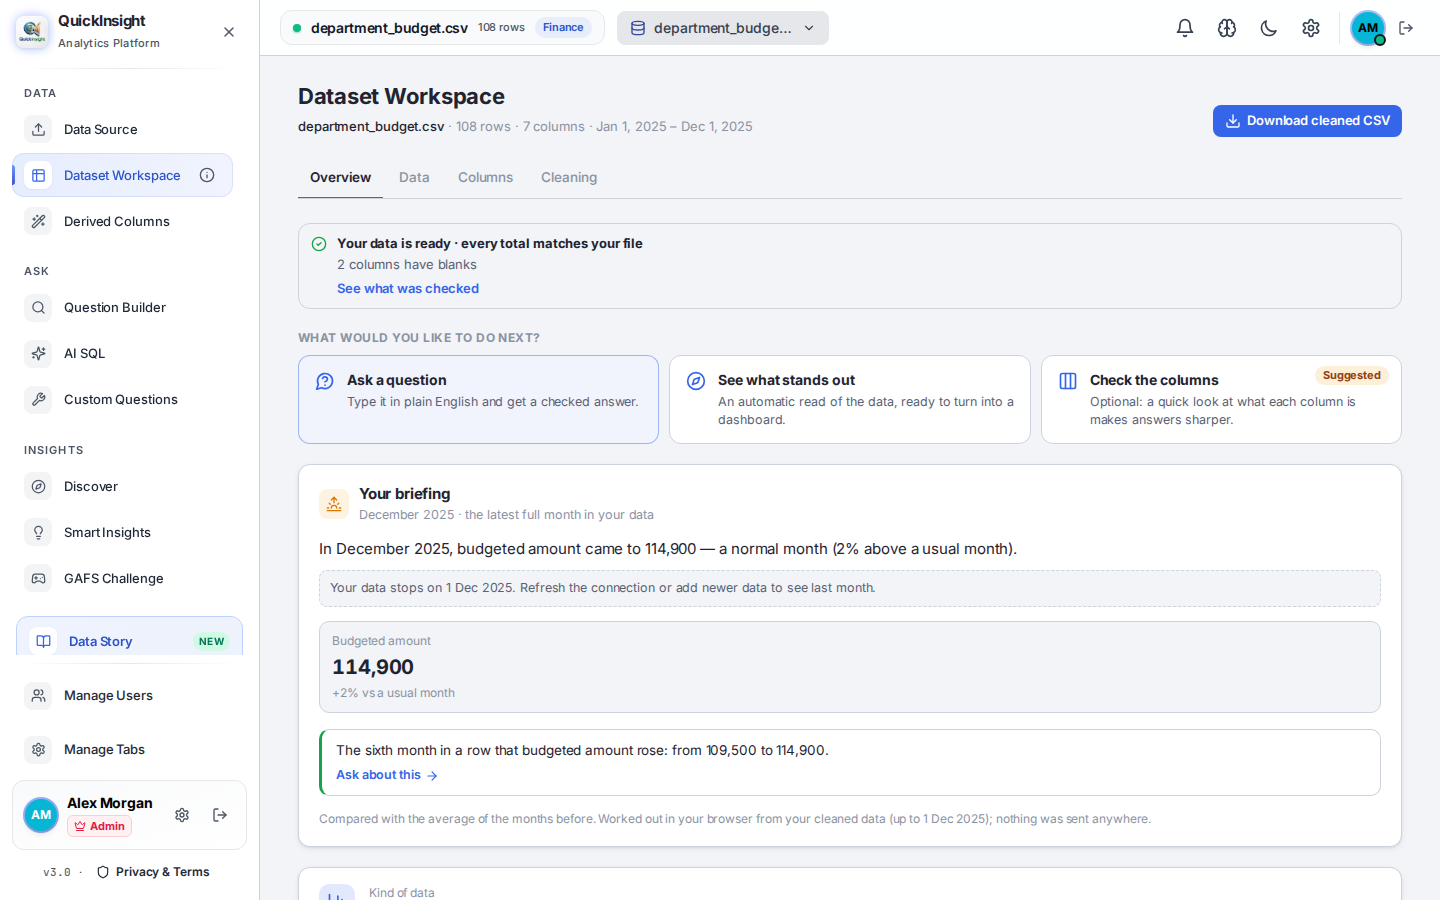 QuickInsight
Analytics Platform
DATA
Data Source
Dataset Workspace
Derived Columns
ASK
Question Builder
AI SQL
Custom Questions
INSIGHTS
Discover
Smart Insights
GAFS Challenge
Data Story NEW
Manage Users
Manage Tabs
AM Alex Morgan
Admin
v3.0 · Privacy & Terms
department_budget.csv 108 rows Finance
department_budge...
AM
Dataset Workspace
department_budget.csv · 108 rows · 7 columns · Jan 1, 2025 – Dec 1, 2025
Download cleaned CSV
Overview Data Columns Cleaning
Your data is ready · every total matches your file
2 columns have blanks
See what was checked
WHAT WOULD YOU LIKE TO DO NEXT?
Ask a question
Type it in plain English and get a checked answer.
See what stands out
An automatic read of the data, ready to turn into a
dashboard.
Check the columns
Suggested
Optional: a quick look at what each column is
makes answers sharper.
Your briefing
December 2025 · the latest full month in your data
In December 2025, budgeted amount came to 114,900 — a normal month (2% above a usual month).
Your data stops on 1 Dec 2025. Refresh the connection or add newer data to see last month.
Budgeted amount
114,900
+2% vs a usual month
The sixth month in a row that budgeted amount rose: from 109,500 to 114,900.
Ask about this →
Compared with the average of the months before. Worked out in your browser from your cleaned data (up to 1 Dec 2025); nothing was sent anywhere.
Kind of data